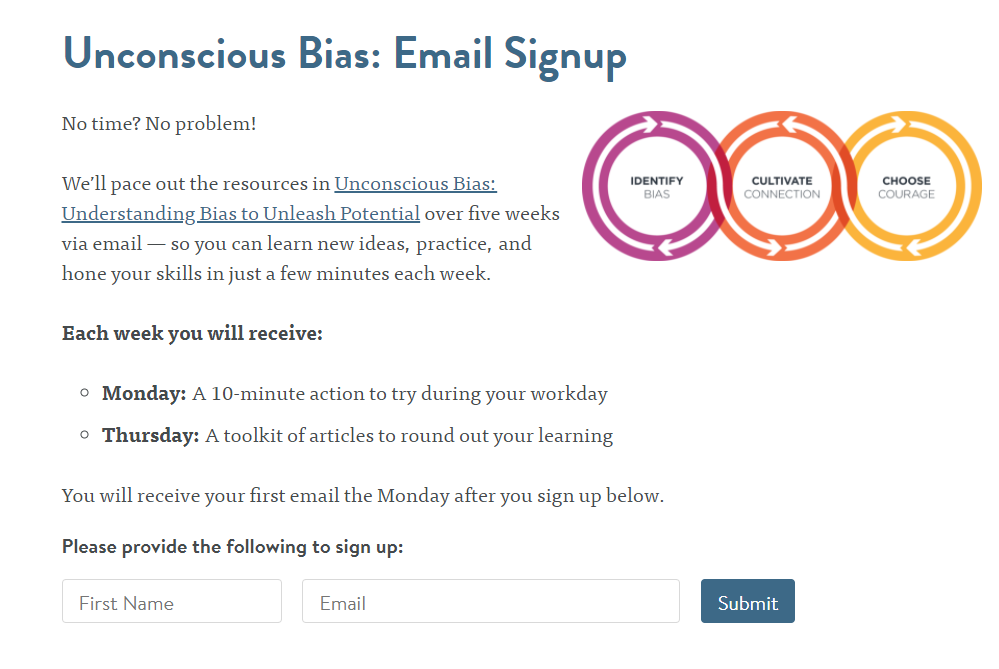 Unconscious Bias: Email Signup
No time? No problem!
We’ll pace out the resources in Unconscious Bias:
Understanding Bias to Unleash Potential over five weeks
via email — so you can learn new ideas, practice, and
hone your skills in just a few minutes each week.
IDENTIFY
BIAS
CULTIVATE
CONNECTION
CHOOSE
COURAGE
Each week you will receive:
Monday: A 10-minute action to try during your workday
Thursday: A toolkit of articles to round out your learning
You will receive your first email the Monday after you sign up below.
Please provide the following to sign up:
First Name
Email
Submit